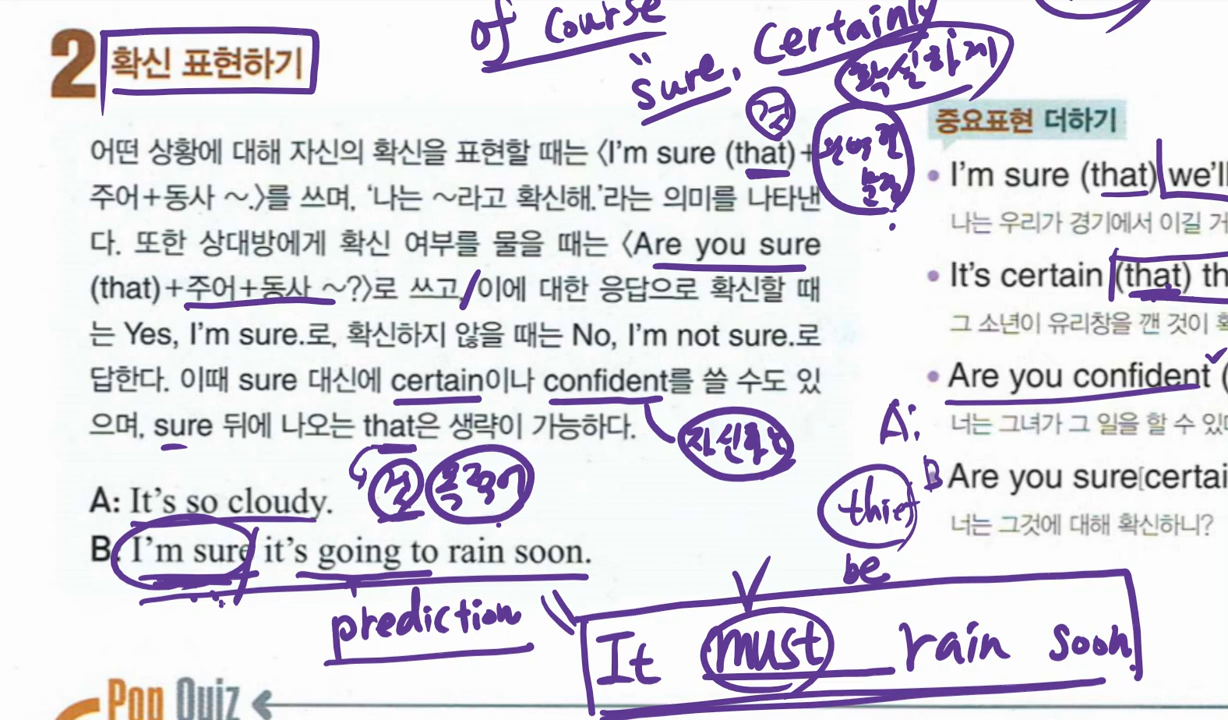 of course
"sure, Certainly
확실하게
2 확신 표현하기
접
어떤 상황에 대해 자신의 확신을 표현할 때는 〈I'm sure (that)+
주어+동사 ~.〉를 쓰며, '나는 ~라고 확신해.'라는 의미를 나타낸
다. 또한 상대방에게 확신 여부를 물을 때는 〈Are you sure
(that)+주어+동사 ~?〉로 쓰고, 이에 대한 응답으로 확신할 때
는 Yes, I'm sure.로, 확신하지 않을 때는 No, I'm not sure.로
답한다. 이때 sure 대신에 certain이나 confident를 쓸 수도 있
으며, sure 뒤에 나오는 that은 생략이 가능하다.
접 목적어
A: It's so cloudy.
B: I'm sure it's going to rain soon.
prediction
중요표현 더하기
• I'm sure (that) we'll
나는 우리가 경기에서 이길 거
• It's certain (that) th
그 소년이 유리창을 깬 것이 확
• Are you confident (
너는 그녀가 그 일을 할 수 있다
A:
B Are you sure[certai
너는 그것에 대해 확신하니?
thief
be
It must rain soon.
Pop Quiz